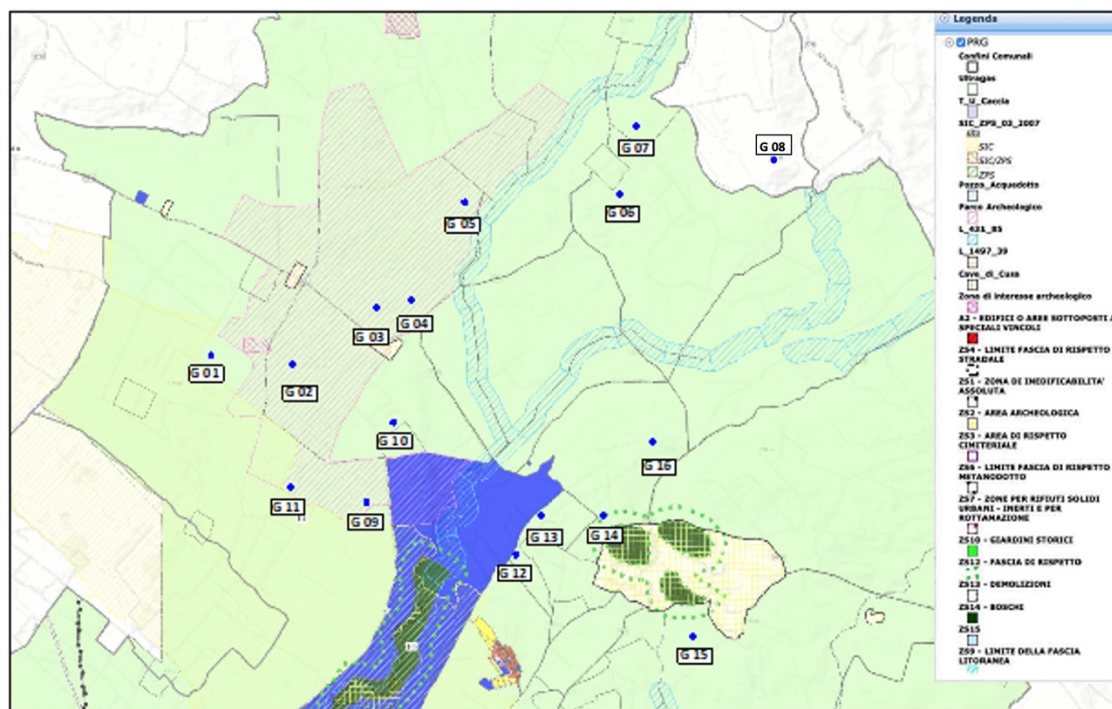 Legenda
PRG
Confini Comunali
Ultragas
T_U_Caccia
SIC_ZPS_03_2007
SIC
SIC/ZPS
ZPS
Pozzo_Acquedotto
Parco Archeologico
L_431_85
L_1497_39
Cave_di_Cusa
Zona di interesse archeologico
A2 - EDIFICI O AREE SOTTOPOSTE A
SPECIALI VINCOLI
ZS4 - LIMITE FASCIA DI RISPETTO
STRADALE
ZS1 - ZONA DI INEDIFICABILITA'
ASSOLUTA
ZS2 - AREA ARCHEOLOGICA
ZS3 - AREA DI RISPETTO
CIMITERIALE
ZS6 - LIMITE FASCIA DI RISPETTO
METANODOTTO
ZS7 - ZONE PER RIFIUTI SOLIDI
URBANI - INERTI E PER
ROTTAMAZIONE
ZS10 - GIARDINI STORICI
ZS12 - FASCIA DI RISPETTO
ZS13 - DEMOLIZIONI
ZS14 - BOSCHI
ZS15
ZS9 - LIMITE DELLA FASCIA
LITORANEA
G 07
G 08
G 06
G 05
G 04
G 03
G 01
G 02
G 10
G 16
G 11
G 09
G 13
G 14
G 12
G 15